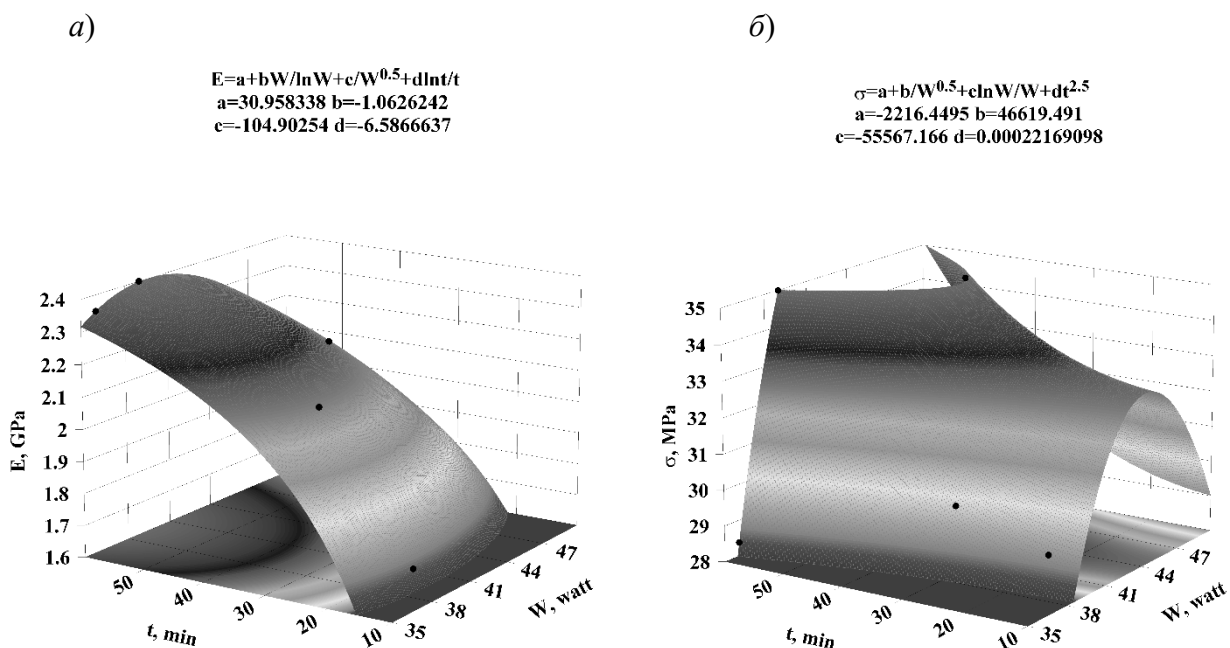 а)
E=a+bW/lnW+c/W^0.5+dlnt/t
a=30.958338 b=-1.0626242
c=-104.90254 d=-6.5866637
2.4
2.3
2.2
2.1
2
1.9
1.8
1.7
1.6
E, GPa
50
40
30
20
10
t, min
35
38
41
44
47
W, watt
б)
σ=a+b/W^0.5+clnW/W+dt^2.5
a=-2216.4495 b=46619.491
c=-55567.166 d=0.00022169098
35
34
33
32
31
30
29
28
σ, MPa
50
40
30
20
10
t, min
35
38
41
44
47
W, watt